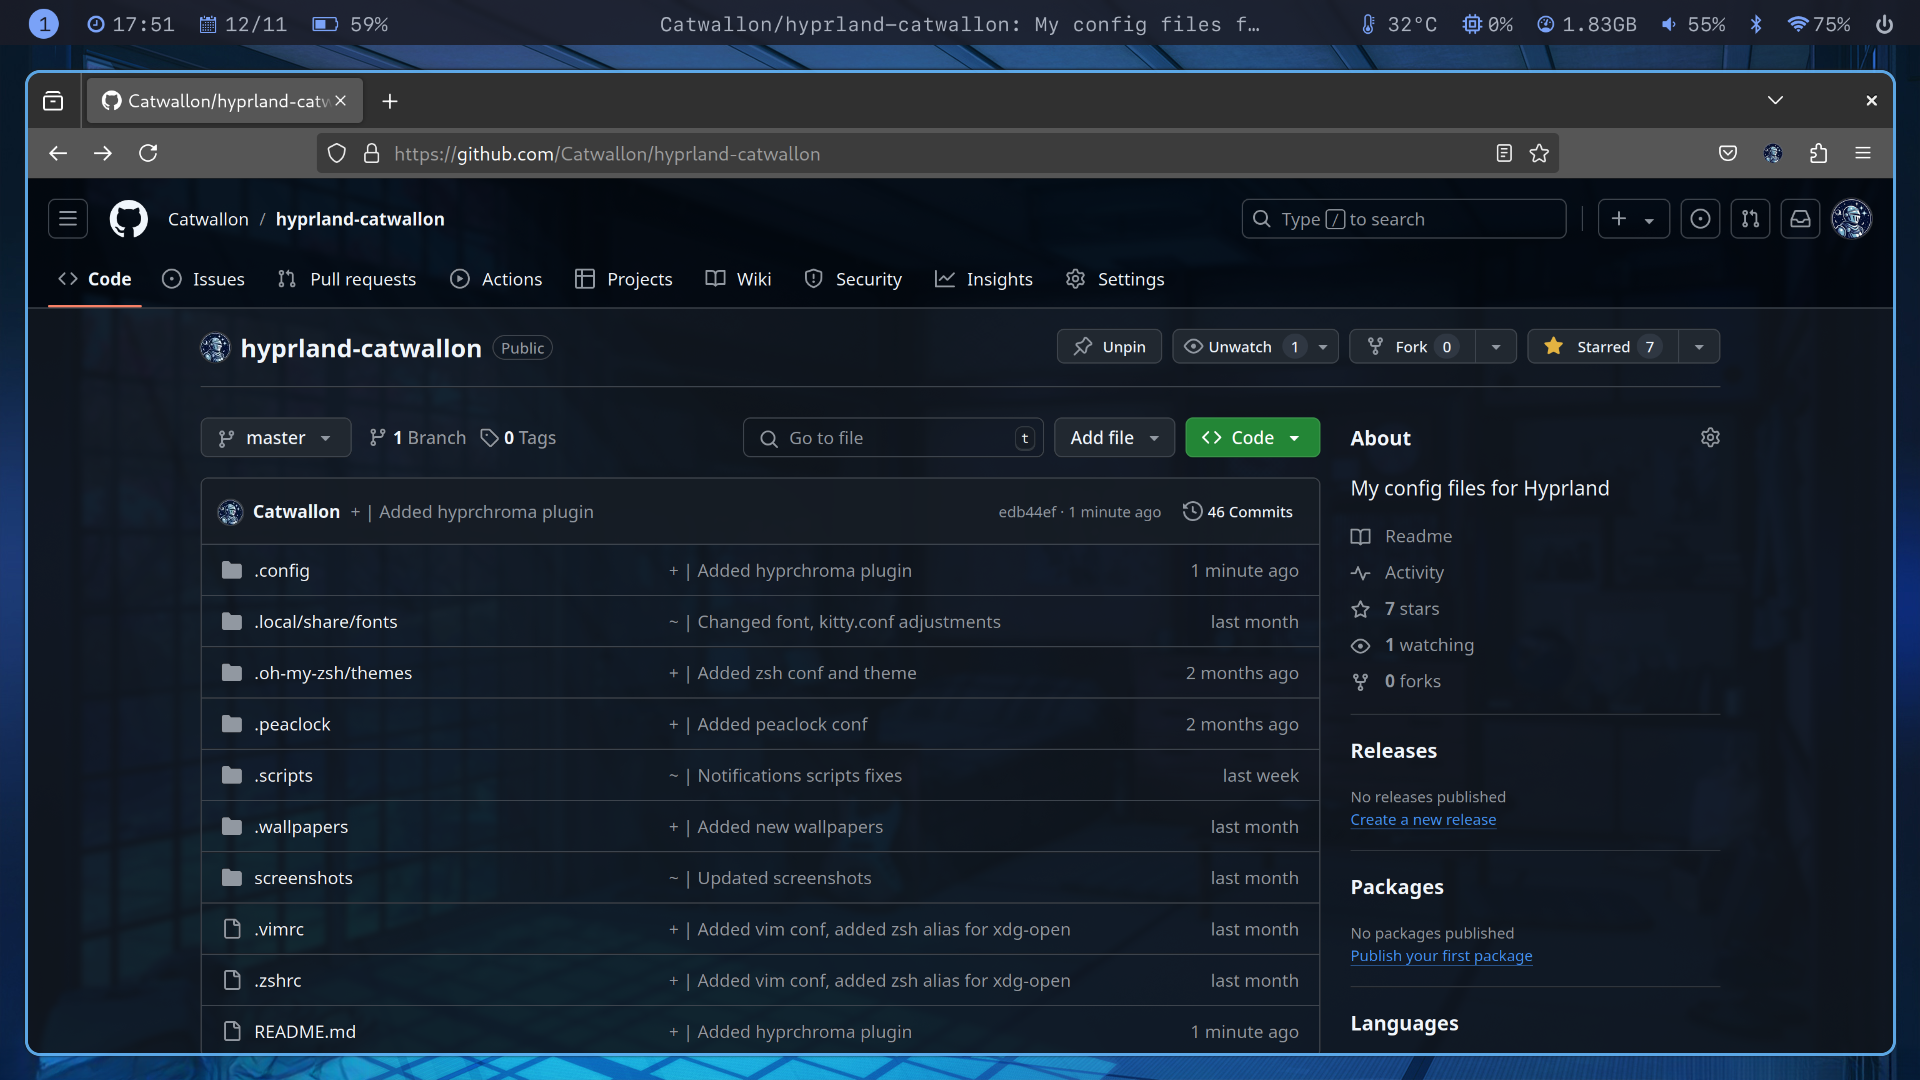 1 17:51 12/11 59% Catwallon/hyprland-catwallon: My config files f… 32°C 0% 1.83GB 55% 75%
Catwallon/hyprland-catw
https://github.com/Catwallon/hyprland-catwallon
Catwallon / hyprland-catwallon Type / to search
Code Issues Pull requests Actions Projects Wiki Security Insights Settings
hyprland-catwallon Public Unpin Unwatch 1 Fork 0 Starred 7
master 1 Branch 0 Tags Go to file t Add file Code
About
My config files for Hyprland
Catwallon + | Added hyprchroma plugin edb44ef · 1 minute ago 46 Commits
.config + | Added hyprchroma plugin 1 minute ago
.local/share/fonts ~ | Changed font, kitty.conf adjustments last month
.oh-my-zsh/themes + | Added zsh conf and theme 2 months ago
.peaclock + | Added peaclock conf 2 months ago
.scripts ~ | Notifications scripts fixes last week
.wallpapers + | Added new wallpapers last month
screenshots ~ | Updated screenshots last month
.vimrc + | Added vim conf, added zsh alias for xdg-open last month
.zshrc + | Added vim conf, added zsh alias for xdg-open last month
README.md + | Added hyprchroma plugin 1 minute ago
Readme
Activity
7 stars
1 watching
0 forks
Releases
No releases published
Create a new release
Packages
No packages published
Publish your first package
Languages